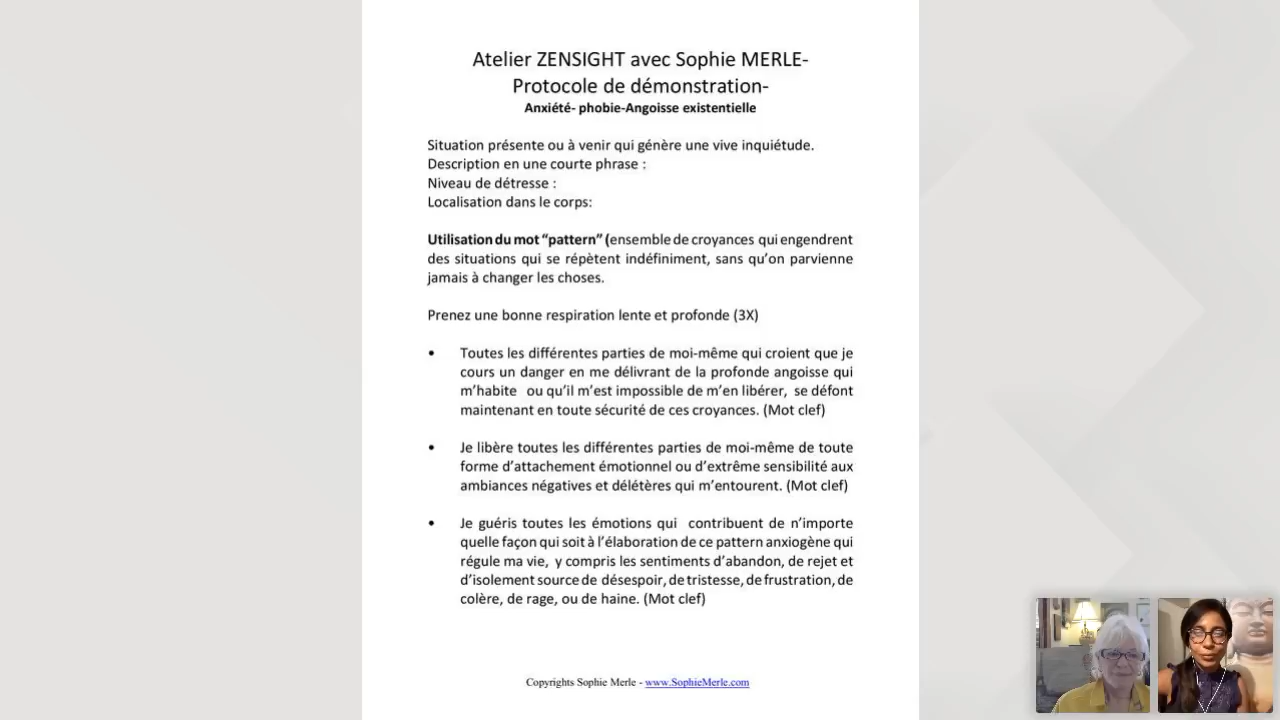 Atelier ZENSIGHT avec Sophie MERLE-
Protocole de démonstration-
Anxiété- phobie-Angoisse existentielle
Situation présente ou à venir qui génère une vive inquiétude.
Description en une courte phrase :
Niveau de détresse :
Localisation dans le corps:
Utilisation du mot “pattern” (ensemble de croyances qui engendrent
des situations qui se répètent indéfiniment, sans qu’on parvienne
jamais à changer les choses.
Prenez une bonne respiration lente et profonde (3X)
• Toutes les différentes parties de moi-même qui croient que je
cours un danger en me délivrant de la profonde angoisse qui
m’habite ou qu’il m’est impossible de m’en libérer, se défont
maintenant en toute sécurité de ces croyances. (Mot clef)
• Je libère toutes les différentes parties de moi-même de toute
forme d’attachement émotionnel ou d’extrême sensibilité aux
ambiances négatives et délétères qui m’entourent. (Mot clef)
• Je guéris toutes les émotions qui contribuent de n’importe
quelle façon qui soit à l’élaboration de ce pattern anxiogène qui
régule ma vie, y compris les sentiments d’abandon, de rejet et
d’isolement source de désespoir, de tristesse, de frustration, de
colère, de rage, ou de haine. (Mot clef)
Copyrights Sophie Merle - www.SophieMerle.com